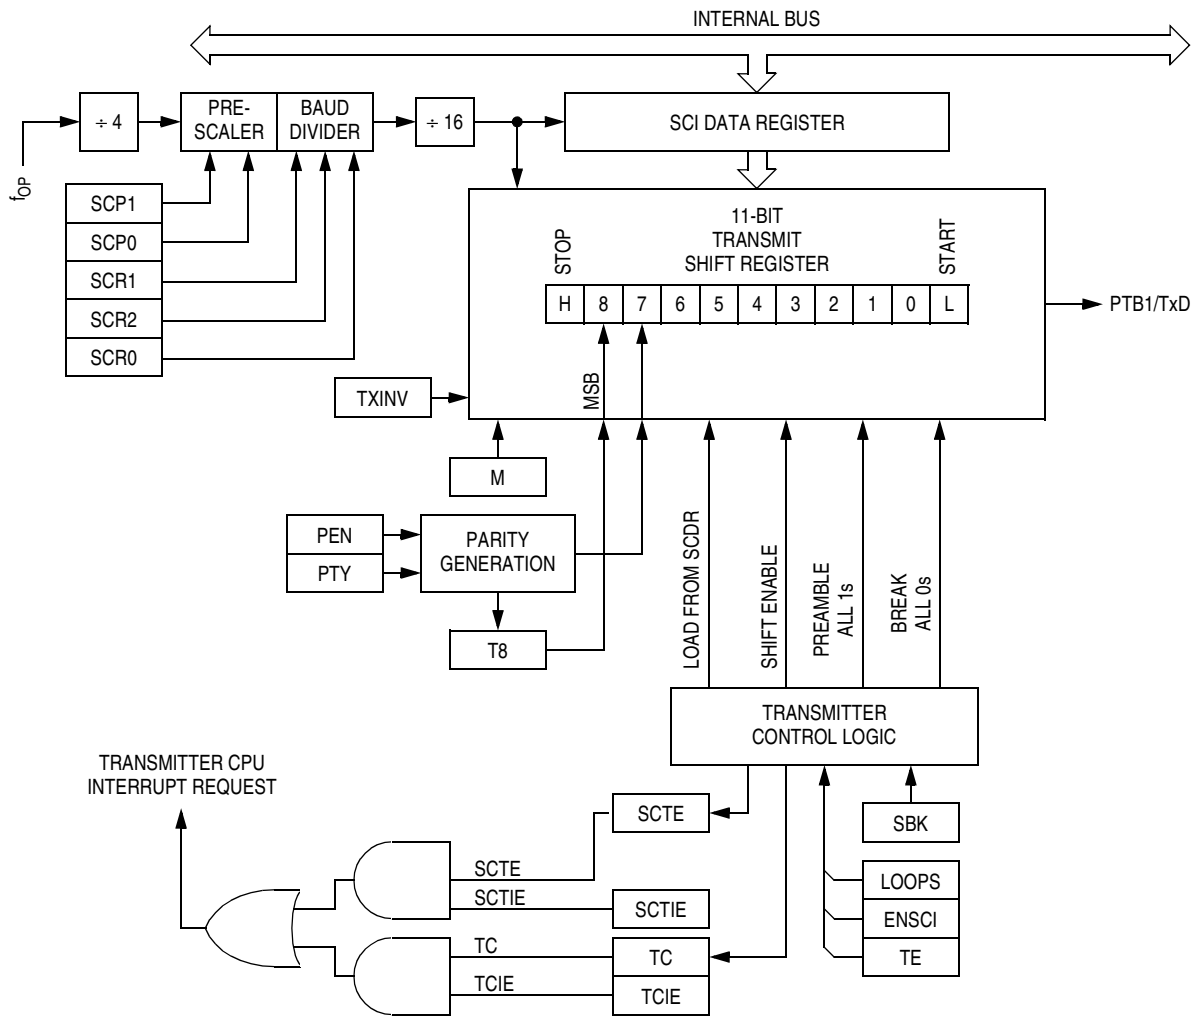 INTERNAL BUS
÷ 4
PRE-
SCALER
BAUD
DIVIDER
÷ 16
SCI DATA REGISTER
fOP
SCP1
SCP0
SCR1
SCR2
SCR0
11-BIT
TRANSMIT
SHIFT REGISTER
STOP
START
H 8 7 6 5 4 3 2 1 0 L
PTB1/TxD
MSB
TXINV
M
PEN
PTY
PARITY
GENERATION
T8
LOAD FROM SCDR
SHIFT ENABLE
PREAMBLE
ALL 1s
BREAK
ALL 0s
TRANSMITTER
CONTROL LOGIC
TRANSMITTER CPU
INTERRUPT REQUEST
SCTE
SBK
SCTE
SCTIE
SCTIE
LOOPS
ENSCI
TE
TC
TC
TCIE
TCIE